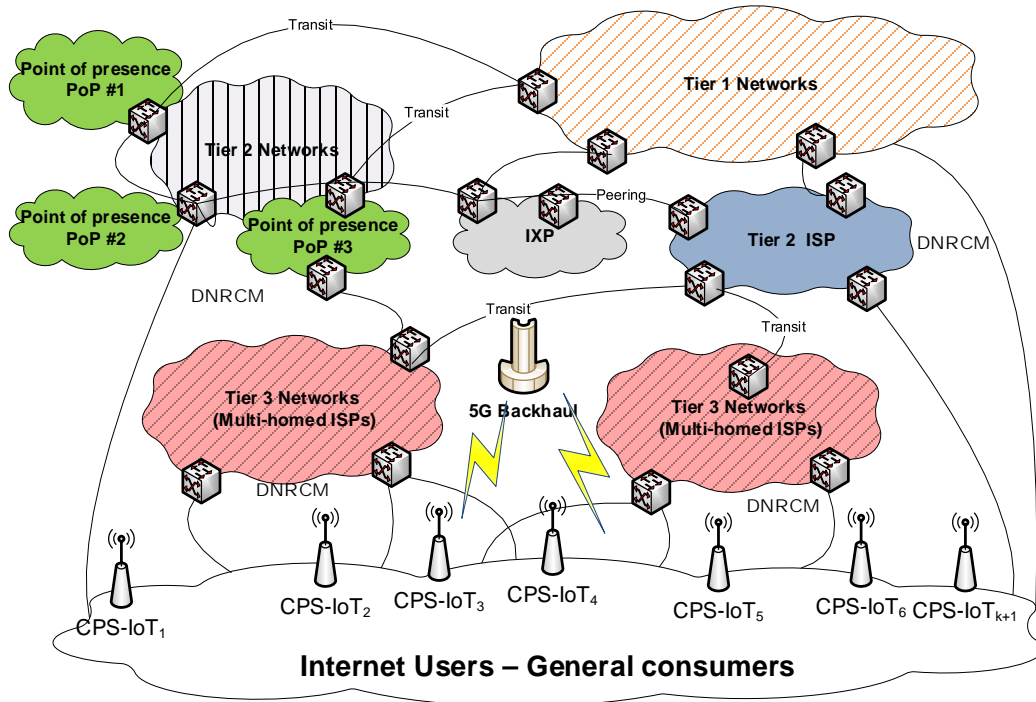 Transit
Point of presence
PoP #1
Tier 1 Networks
Transit
Tier 2 Networks
Point of presence
PoP #2
Point of presence
PoP #3
Peering
IXP
Tier 2 ISP
DNRCM
DNRCM
Transit
Transit
Tier 3 Networks
(Multi-homed ISPs)
5G Backhaul
Tier 3 Networks
(Multi-homed ISPs)
DNRCM
DNRCM
CPS-IoT1
CPS-IoT2
CPS-IoT3
CPS-IoT4
CPS-IoT5
CPS-IoT6
CPS-IoTk+1
Internet Users – General consumers